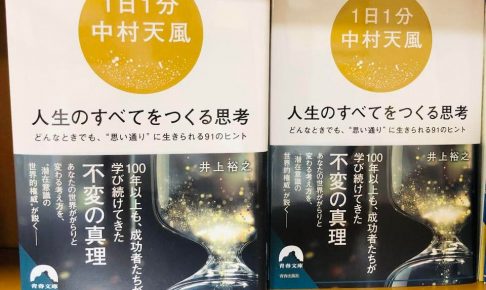 1日1分
中村天風
人生のすべてをつくる思考
どんなときでも、“思い通り”に生きられる91のヒント
井上裕之
100年以上も、成功者たちが
学び続けてきた
不変の真理
あなたの世界ががらりと
変わる考え方を、
“潜在意識の
世界的権威”が説く——
青春文庫
1日1分
中村天風
人生のすべてをつくる思考
どんなときでも、“思い通り”に生きられる91のヒント
井上裕之
100年以上も、成功者たちが
学び続けてきた
不変の真理
あなたの世界ががらりと
変わる考え方を、
“潜在意識の
世界的権威”が説く——
青春文庫
青春出版社